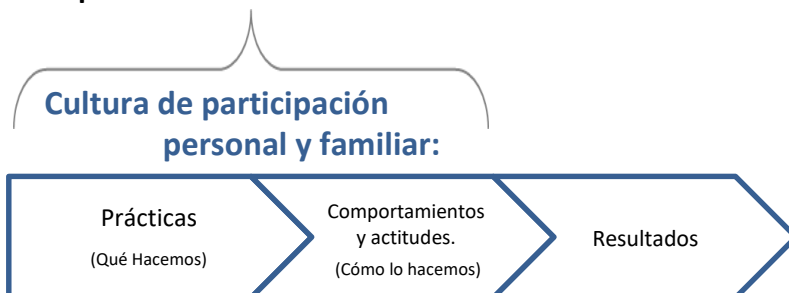 Cultura de participación
personal y familiar:
Prácticas
(Qué Hacemos)
Comportamientos
y actitudes.
(Cómo lo hacemos)
Resultados